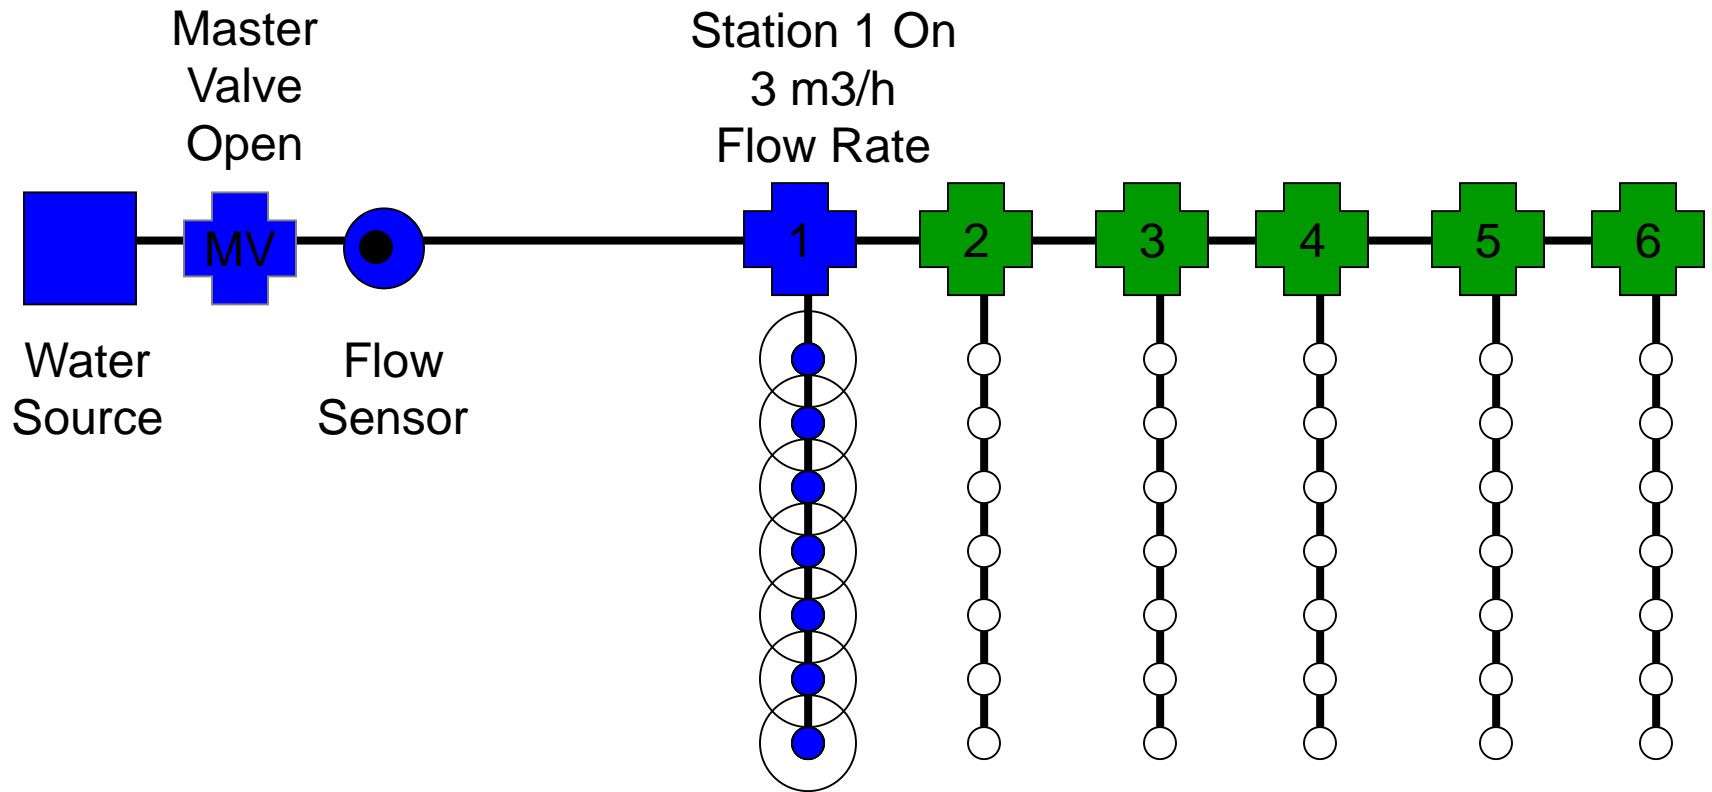 Master
Valve
Open
Station 1 On
3 m3/h
Flow Rate
MV
1
2
3
4
5
6
Water
Source
Flow
Sensor